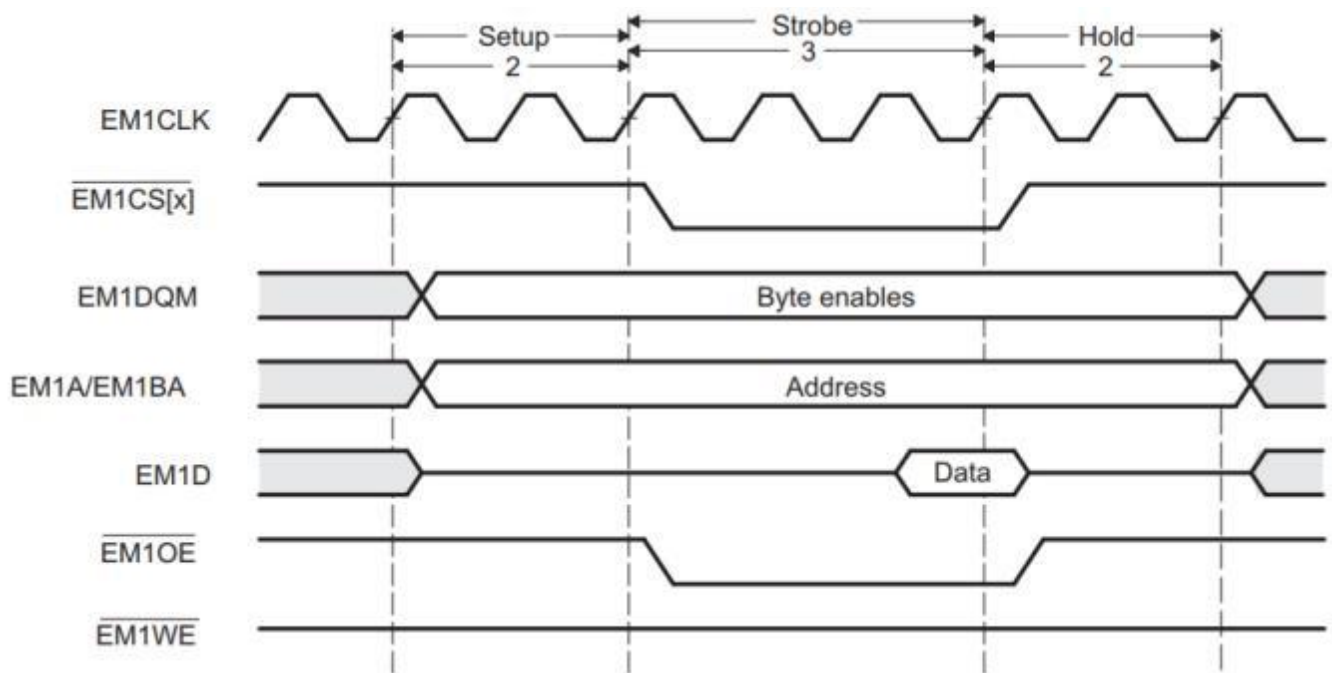 Setup
2
Strobe
3
Hold
2
EM1CLK
EM1CS[x]
EM1DQM
Byte enables
EM1A/EM1BA
Address
EM1D
Data
EM1OE
EM1WE